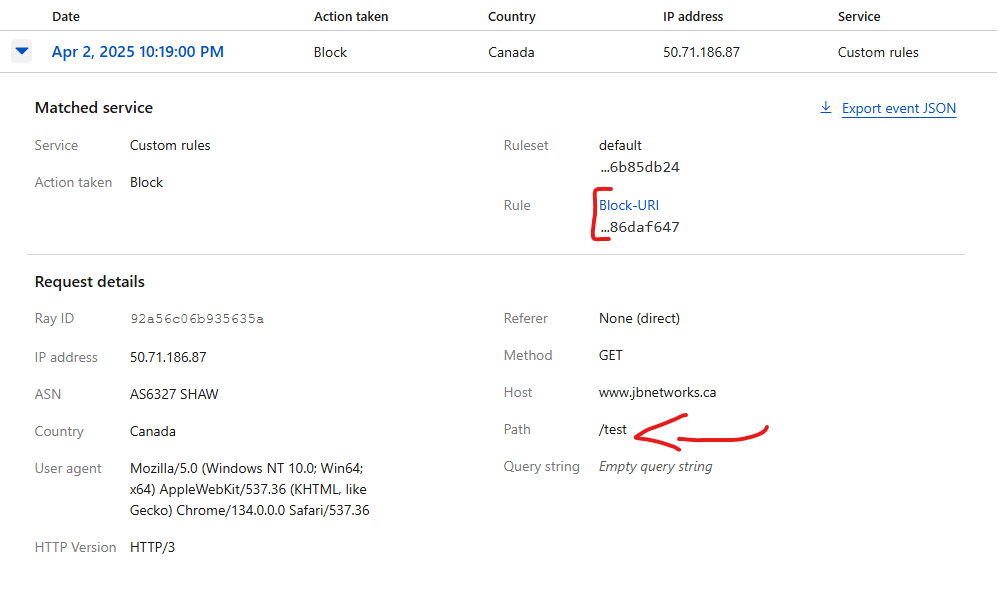 Date Action taken Country IP address Service
Apr 2, 2025 10:19:00 PM Block Canada 50.71.186.87 Custom rules
Matched service Export event JSON
Service Custom rules Ruleset default
...6b85db24
Action taken Block
Rule Block-URI
...86daf647
Request details
Ray ID 92a56c06b935635a Referer None (direct)
IP address 50.71.186.87 Method GET
ASN AS6327 SHAW Host www.jbnetworks.ca
Country Canada Path /test
User agent Mozilla/5.0 (Windows NT 10.0; Win64; Query string Empty query string
x64) AppleWebKit/537.36 (KHTML, like
Gecko) Chrome/134.0.0.0 Safari/537.36
HTTP Version HTTP/3